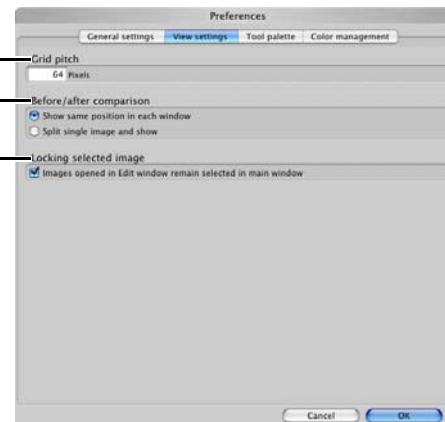 Preferences
General settings View settings Tool palette Color management
Grid pitch
64 Pixels
Before/after comparison
Show same position in each window
Split single image and show
Locking selected image
Images opened in Edit window remain selected in main window
Cancel OK